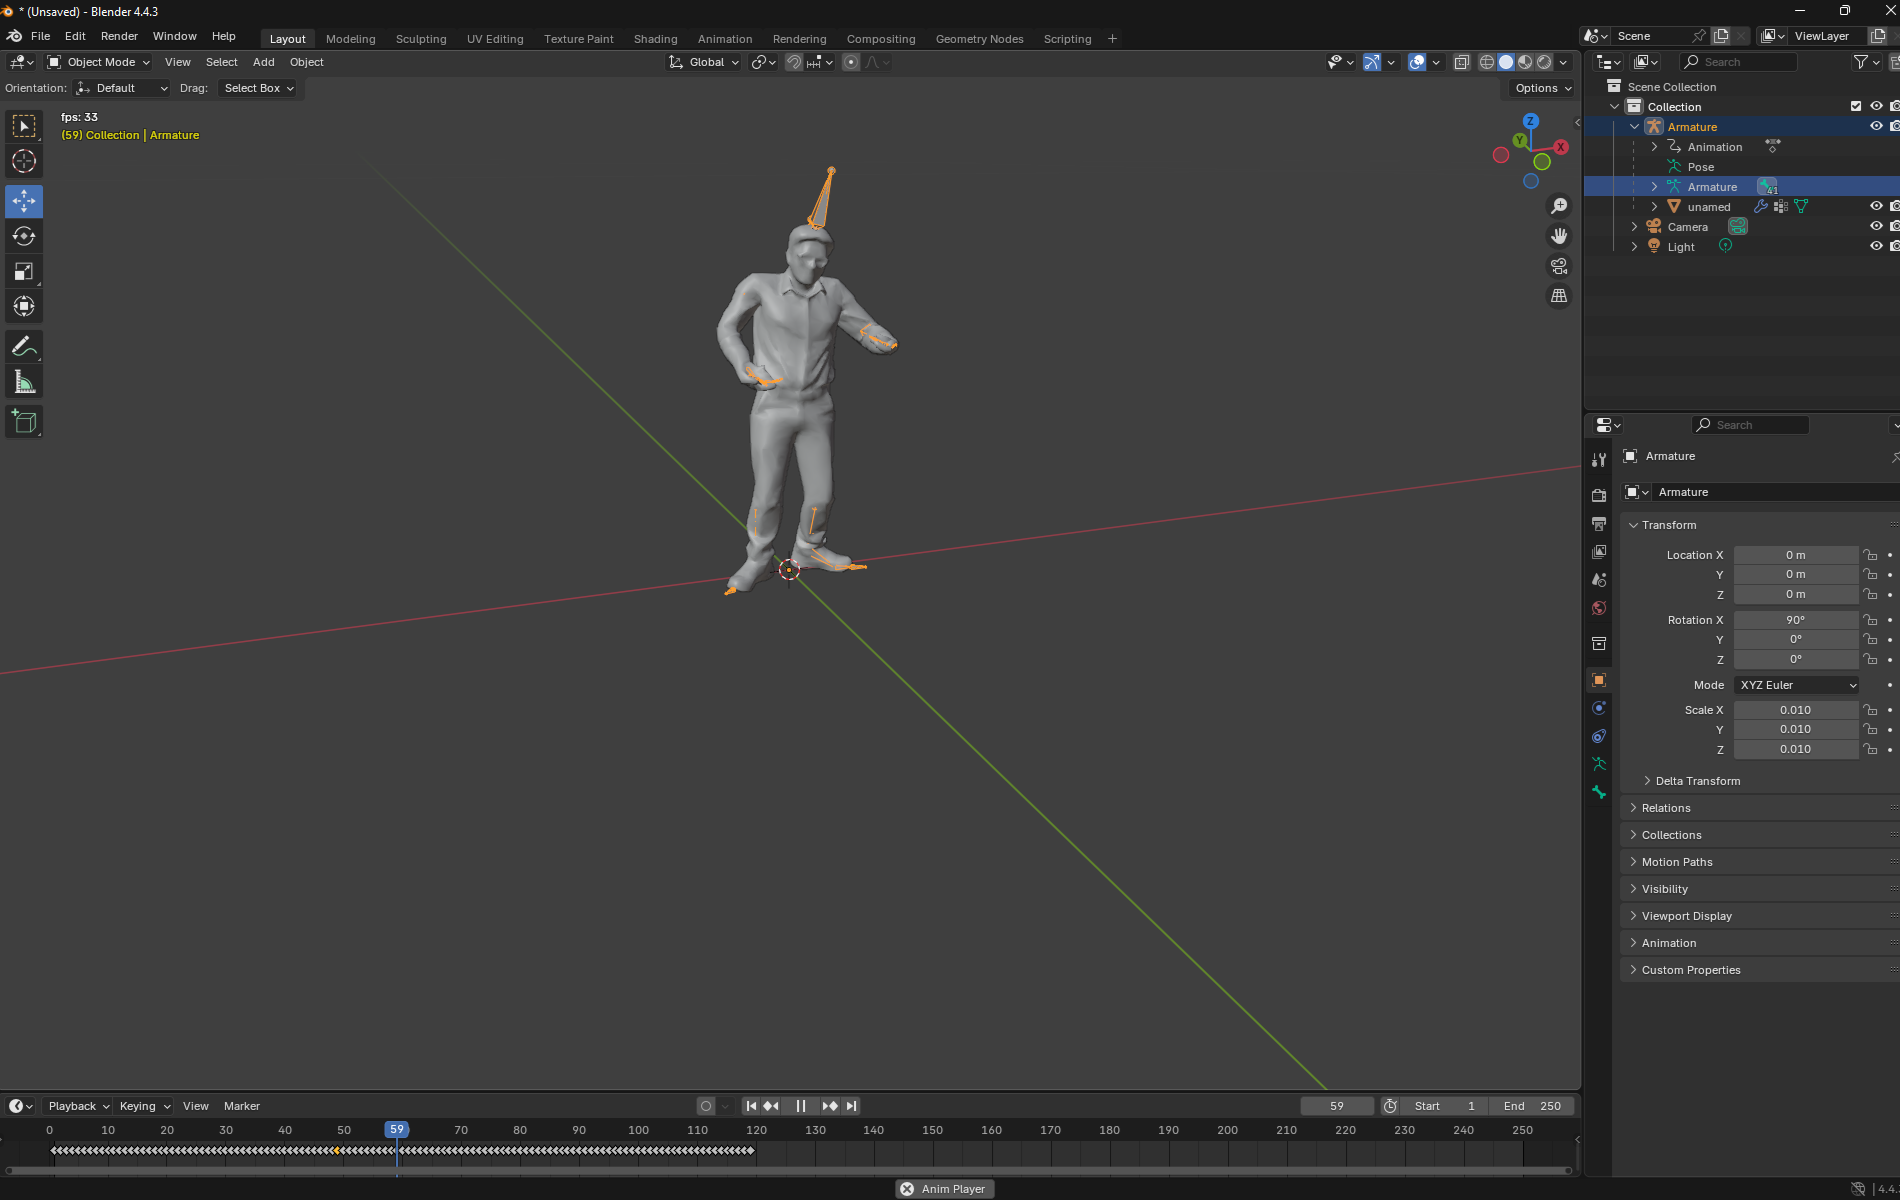 * (Unsaved) - Blender 4.4.3
File Edit Render Window Help Layout Modeling Sculpting UV Editing Texture Paint Shading Animation Rendering Compositing Geometry Nodes Scripting + Scene ViewLayer
Object Mode View Select Add Object Global Search
Orientation: Default Drag: Select Box Options
fps: 33
(59) Collection | Armature
Z
Y
X
Scene Collection
Collection
Armature
Animation
Pose
Armature 41
unamed
Camera
Light
Search
Armature
Armature
Transform
Location X 0 m
Y 0 m
Z 0 m
Rotation X 90°
Y 0°
Z 0°
Mode XYZ Euler
Scale X 0.010
Y 0.010
Z 0.010
Delta Transform
Relations
Collections
Motion Paths
Visibility
Viewport Display
Animation
Custom Properties
Playback Keying View Marker 59 Start 1 End 250
0 10 20 30 40 50 59 70 80 90 100 110 120 130 140 150 160 170 180 190 200 210 220 230 240 250
Anim Player
4.4.